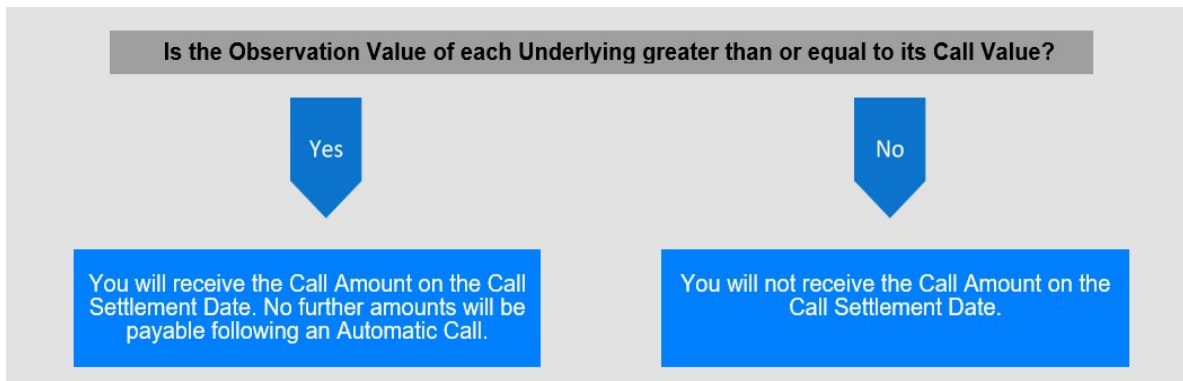 Is the Observation Value of each Underlying greater than or equal to its Call Value?
Yes
No
You will receive the Call Amount on the Call
Settlement Date. No further amounts will be
payable following an Automatic Call.
You will not receive the Call Amount on the
Call Settlement Date.